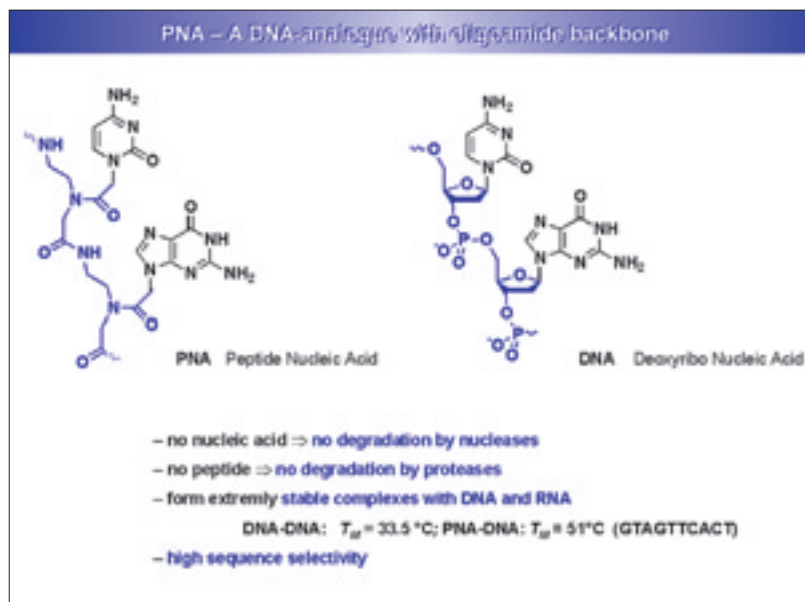 PNA – A DNA-analogue with oligoamide backbone
NH₂
N
N
O
NH
N
O
O
NH
N
N
N
N
NH
O
NH₂
N
O
O
PNA Peptide Nucleic Acid
NH₂
N
N
O
O
O
O
P
O
O
O
N
N
N
N
NH
O
NH₂
O
O
P
O
O
DNA Deoxyribo Nucleic Acid
– no nucleic acid ⇒ no degradation by nucleases
– no peptide ⇒ no degradation by proteases
– form extremly stable complexes with DNA and RNA
DNA-DNA: T_M = 33.5 °C; PNA-DNA: T_M = 51°C (GTAGTTCACT)
– high sequence selectivity